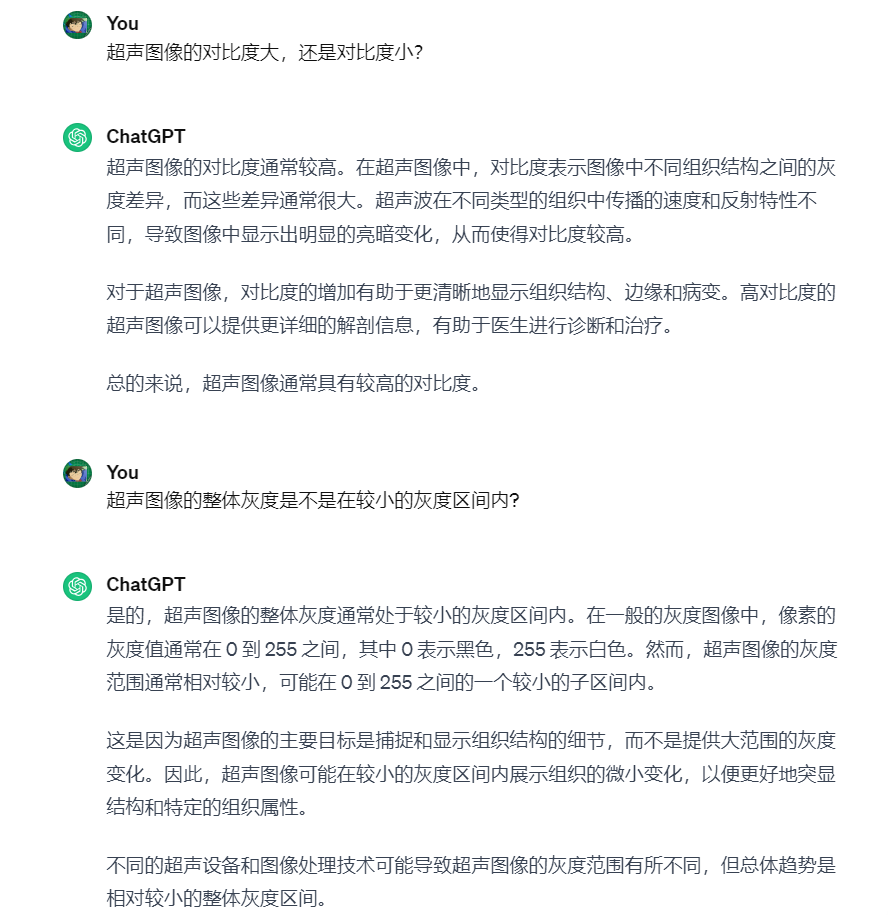 You
超声图像的对比度大，还是对比度小？
ChatGPT
超声图像的对比度通常较高。在超声图像中，对比度表示图像中不同组织结构之间的灰
度差异，而这些差异通常很大。超声波在不同类型的组织中传播的速度和反射特性不
同，导致图像中显示出明显的亮暗变化，从而使得对比度较高。
对于超声图像，对比度的增加有助于更清晰地显示组织结构、边缘和病变。高对比度的
超声图像可以提供更详细的解剖信息，有助于医生进行诊断和治疗。
总的来说，超声图像通常具有较高的对比度。
You
超声图像的整体灰度是不是在较小的灰度区间内?
ChatGPT
是的，超声图像的整体灰度通常处于较小的灰度区间内。在一般的灰度图像中，像素的
灰度值通常在 0 到 255 之间，其中 0 表示黑色，255 表示白色。然而，超声图像的灰度
范围通常相对较小，可能在 0 到 255 之间的一个较小的子区间内。
这是因为超声图像的主要目标是捕捉和显示组织结构的细节，而不是提供大范围的灰度
变化。因此，超声图像可能在较小的灰度区间内展示组织的微小变化，以便更好地突显
结构和特定的组织属性。
不同的超声设备和图像处理技术可能导致超声图像的灰度范围有所不同，但总体趋势是
相对较小的整体灰度区间。